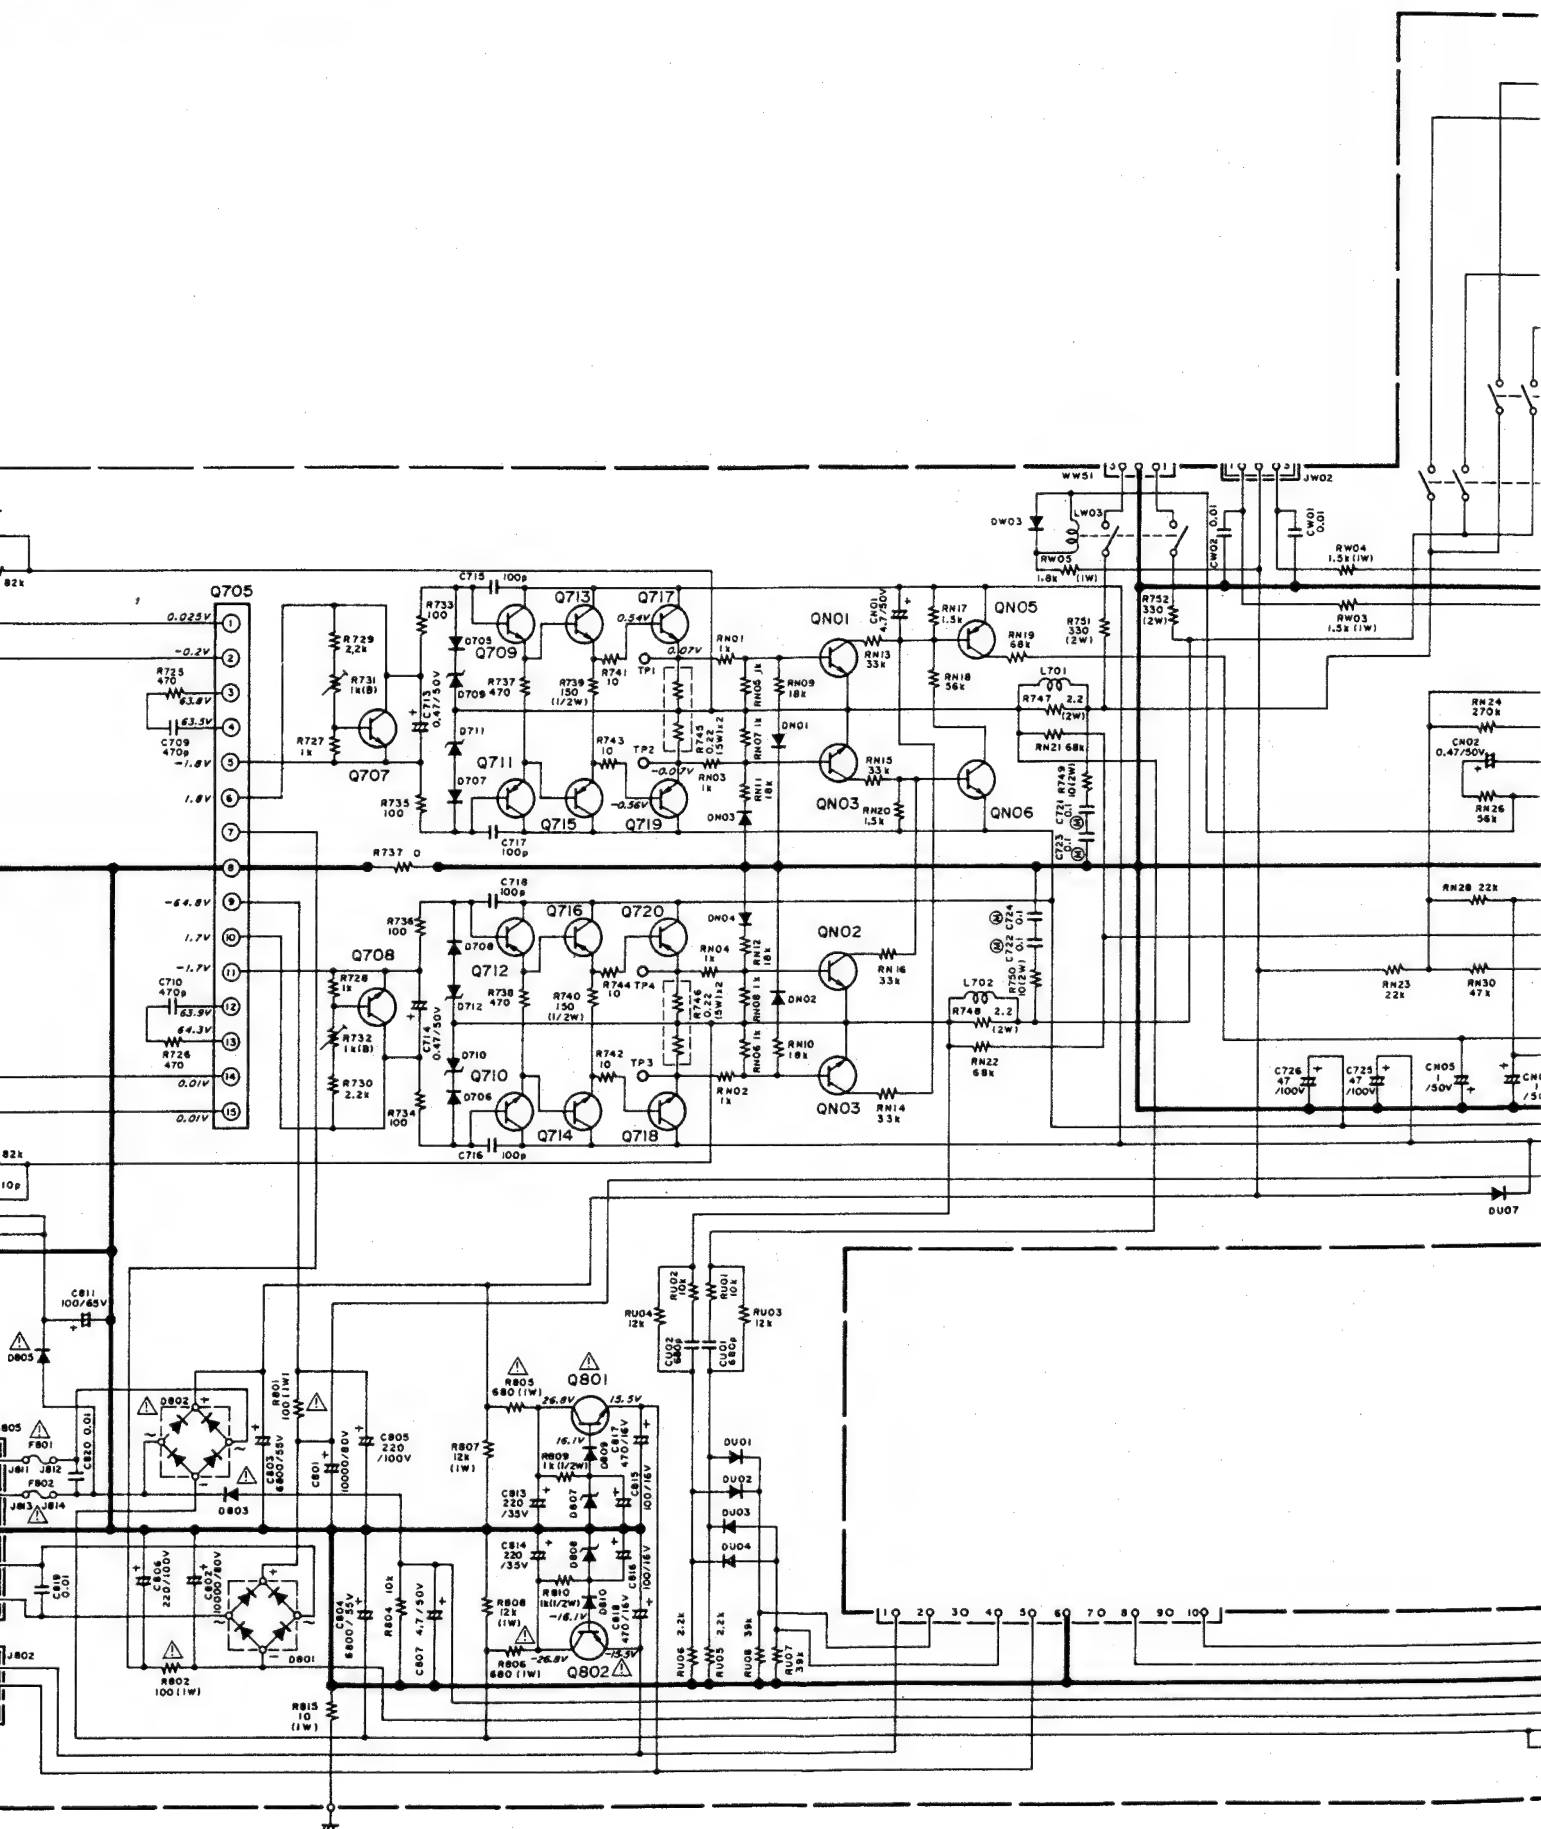 WW51
3
1
1
3
JW02
DW03
LW03
CW02 0.01
CW01
0.01
RW05
1.8k (1W)
RW04
1.5k (1W)
RW03
1.5k (1W)
82k
Q705
0.025V
1
-0.2V
2
R725
470
3
63.8V
63.5V
4
C709
470p
-1.8V
5
1.8V
6
7
8
-64.8V
9
1.7V
10
-1.7V
11
C710
470p
12
63.9V
64.3V
13
R726
470
14
0.01V
0.01V
15
R729
2.2k
R731
1k(B)
R727
1k
Q707
R733
100
C713
0.47/50V
R735
100
C715
100p
D705
Q709
D709
D711
D707
Q711
C717
100p
Q713
Q717
0.54V
0.07V
R737
470
R739
150
(1/2W)
R741
10
TP1
R743
10
TP2
-0.07V
-0.56V
Q715
Q719
R745
0.22
(5W)x2
RN01
1k
RN03
1k
RN05 1k
RN07 1k
RN11
18k
RN09
18k
DN01
DN03
QN01
RN13
33k
CN01
4.7/50V
RN17
1.5k
QN05
RN19
68k
RN18
56k
RN15
33k
QN03
RN20
1.5k
QN06
R751
330
(2W)
R752
330
(2W)
L701
R747
2.2
(2W)
RN21 68k
R749
10(2W)
C721
0.1
M
C723
0.1
M
RN24
270k
CN02
0.47/50V
RN26
56k
R737 0
R736
100
C718
100p
Q716
Q720
D708
Q712
R738
470
D712
R740
150
(1/2W)
R744
10
TP4
R746
0.22
(5W)x2
Q708
R728
1k
R732
1k(B)
R730
2.2k
C714
0.47/50V
R734
100
D710
Q710
D706
C716
100p
Q714
Q718
R742
10
TP3
RN04
1k
RN02
1k
DN04
RN12
18k
RN08 1k
RN06 1k
DN02
RN10
18k
QN02
RN16
33k
QN03
RN14
33k
M
C724
0.1
M
C722
0.1
R750
10(2W)
L702
R748
2.2
(2W)
RN22
68k
RN28 22k
RN23
22k
RN30
47k
C726
47
/100V
C725
47
/100V
CN05
1
/50V
82k
10p
DU07
C811
100/65V
D805
RU04
12k
RU02
10k
CU02
680p
RU01
10k
CU01
680p
RU03
12k
D802
R801
100 (1W)
C803
6800/55V
C801
10000/80V
C805
220
/100V
F801
J811
J812
F802
J813
J814
C820 0.01
D803
R805
680 (1W)
Q801
26.8V
15.5V
16.1V
R807
12k
(1W)
R809
1k (1/2W)
D809
C817
470/16V
C815
100/16V
C813
220
/35V
D807
C814
220
/35V
D808
C816
100/16V
R810
1k(1/2W)
D810
C818
470/16V
-16.1V
R808
12k
(1W)
R806
680 (1W)
-26.8V
Q802
-15.5V
C819
0.01
C806
220/100V
C802
10000/80V
D801
C804
6800/55V
R804 10k
C807 4.7/50V
R802
100 (1W)
J802
R815
10
(1W)
DU01
DU02
DU03
DU04
RU06 2.2k
RU05 2.2k
RU08 39k
RU07
39k
1 2 3 4 5 6 7 8 9 10